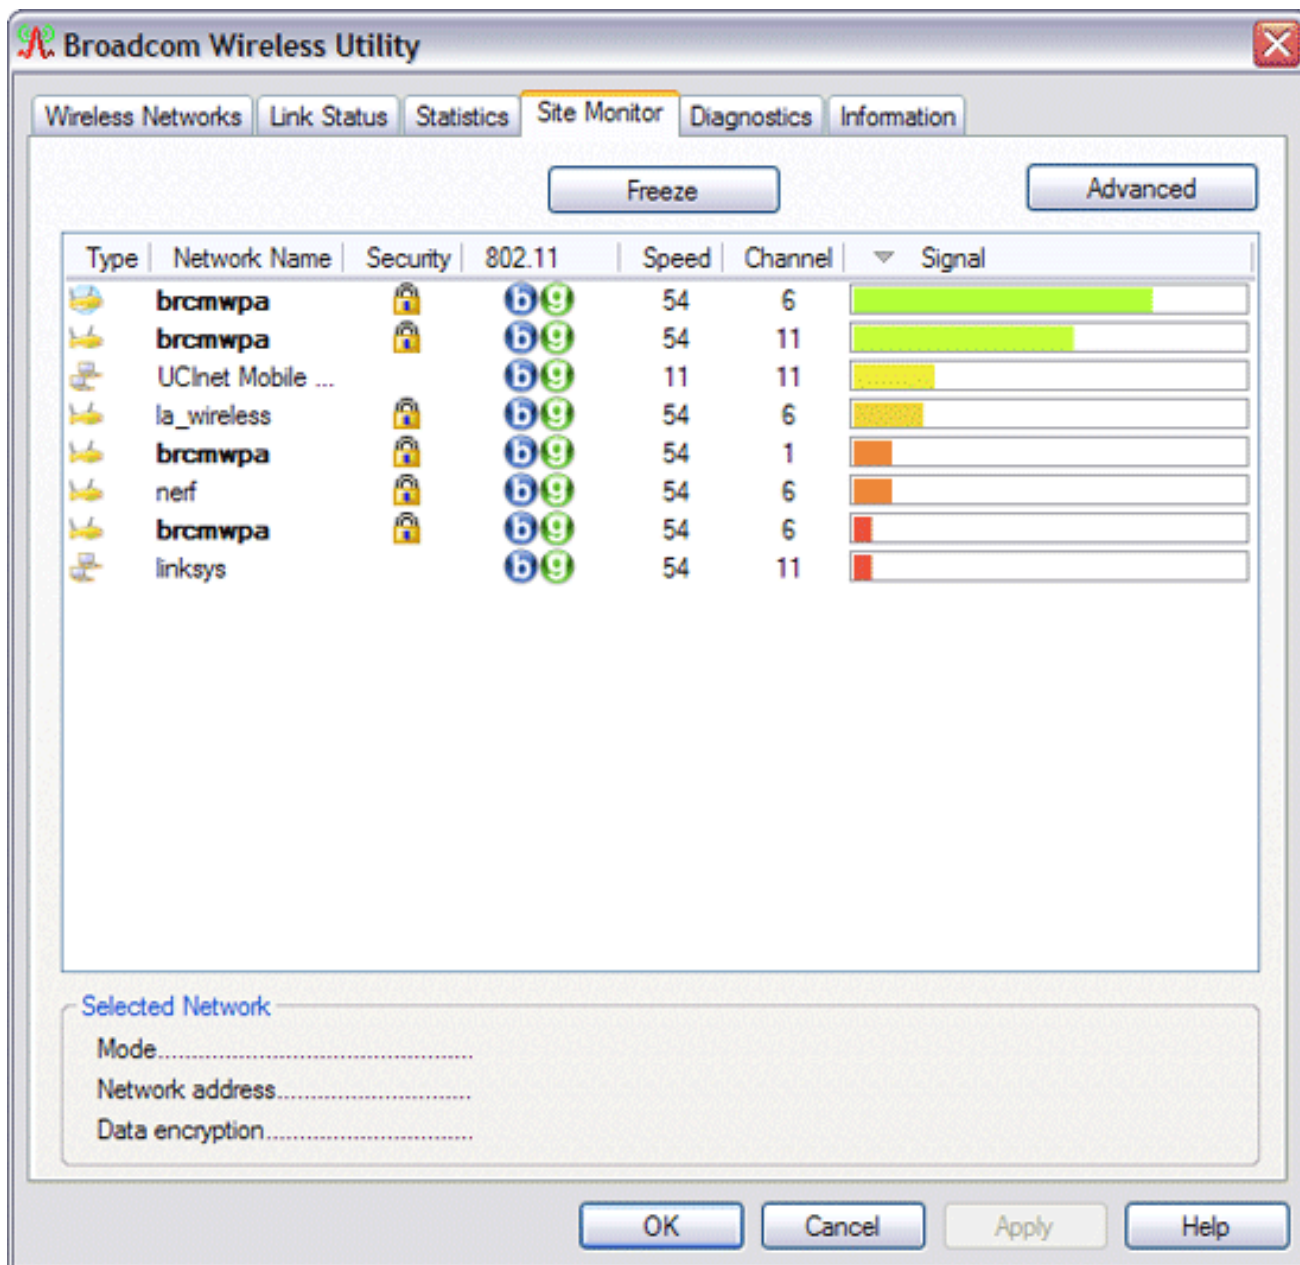 Broadcom Wireless Utility
Wireless Networks Link Status Statistics Site Monitor Diagnostics Information
Freeze Advanced
Type Network Name Security 802.11 Speed Channel Signal
brcmwpa b g 54 6
brcmwpa b g 54 11
UCInet Mobile ... b g 11 11
la_wireless b g 54 6
brcmwpa b g 54 1
nerf b g 54 6
brcmwpa b g 54 6
linksys b g 54 11
Selected Network
Mode...............................................
Network address.............................
Data encryption...............................
OK Cancel Apply Help